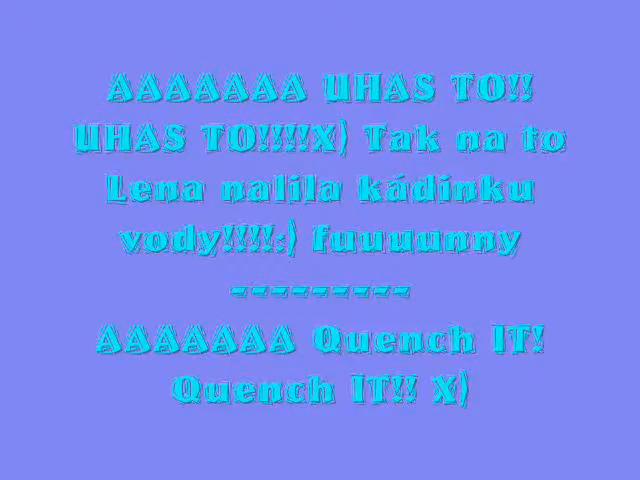 AAAAAAA UHAS TO!!
UHAS TO!!!!X) Tak na to
Lena nalila kádinku
vody!!!!:) fuuuunny
~~~~~~~~~
AAAAAAA Quench IT!
Quench IT!! X)